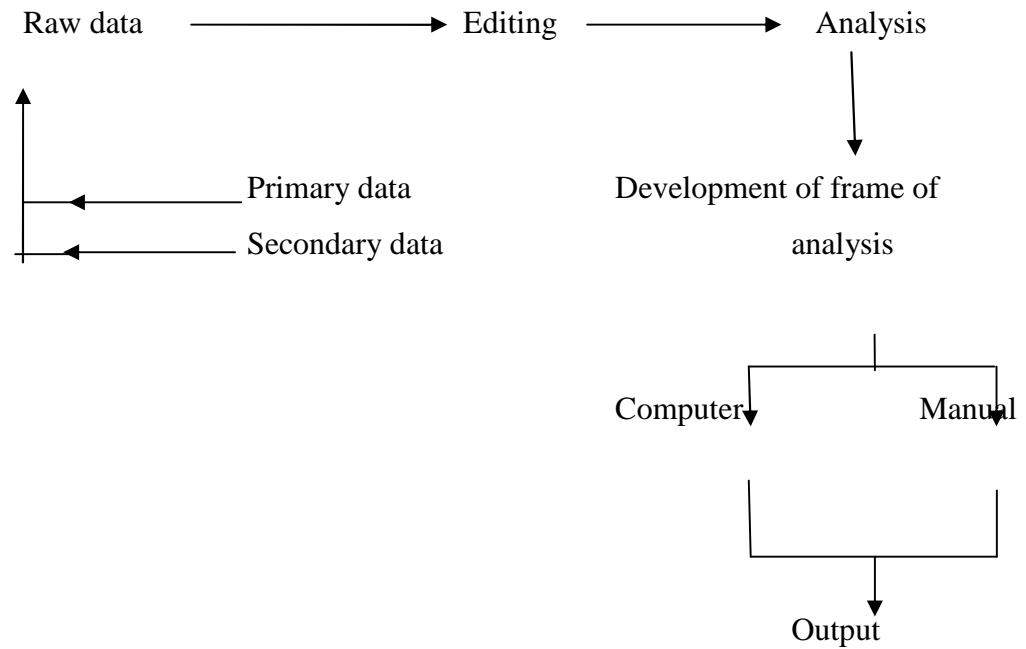 Raw data
Editing
Analysis
Primary data
Development of frame of
Secondary data
analysis
Computer
Manual
Output